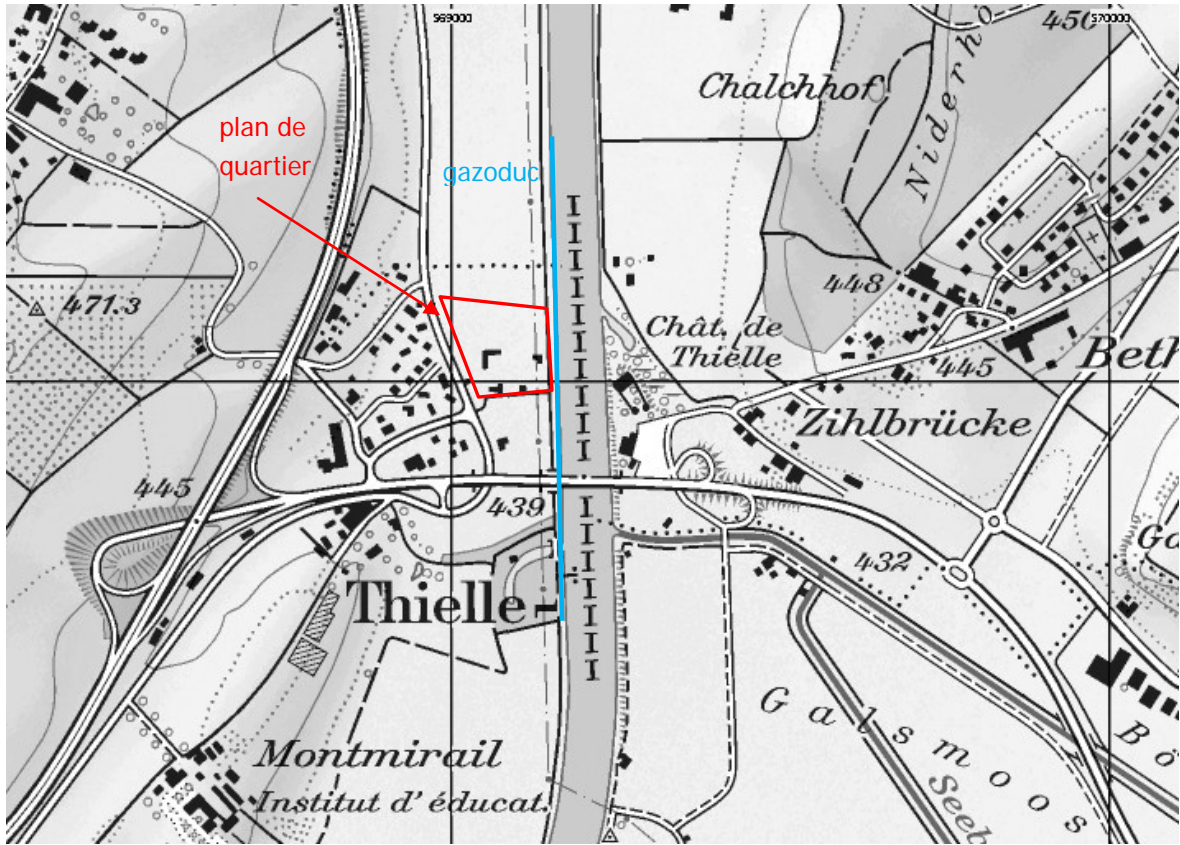 569000
570000
450
Chalchhof
Niderho
plan de
quartier
gazoduc
471.3
448
Chât. de
Thielle
445
Beth
Zihlbrücke
445
439
Ga
432
Thielle
Galsmoos
Montmirail
Institut d'éducat.
Seeb
Bö